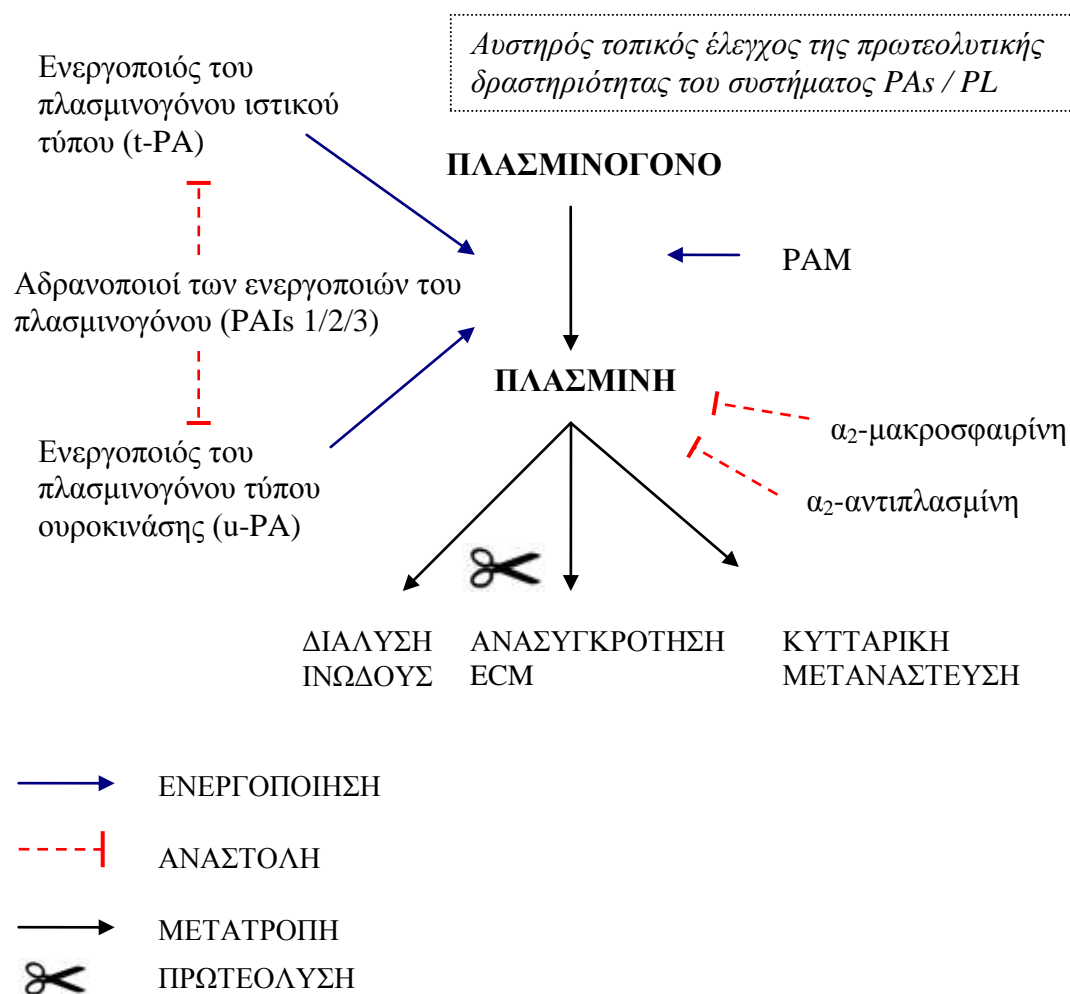 Αυστηρός τοπικός έλεγχος της πρωτεολυτικής
δραστηριότητας του συστήματος PAs / PL
Ενεργοποιός του
πλασμινογόνου ιστικού
τύπου (t-PA)
ΠΛΑΣΜΙΝΟΓΟΝΟ
PAM
Αδρανοποιοί των ενεργοποιών του
πλασμινογόνου (PAIs 1/2/3)
ΠΛΑΣΜΙΝΗ
α₂-μακροσφαιρίνη
Ενεργοποιός του
πλασμινογόνου τύπου
ουροκινάσης (u-PA)
α₂-αντιπλασμίνη
ΔΙΑΛΥΣΗ
ΙΝΩΔΟΥΣ
ΑΝΑΣΥΓΚΡΟΤΗΣΗ
ECM
ΚΥΤΤΑΡΙΚΗ
ΜΕΤΑΝΑΣΤΕΥΣΗ
ΕΝΕΡΓΟΠΟΙΗΣΗ
ΑΝΑΣΤΟΛΗ
ΜΕΤΑΤΡΟΠΗ
ΠΡΩΤΕΟΛΥΣΗ